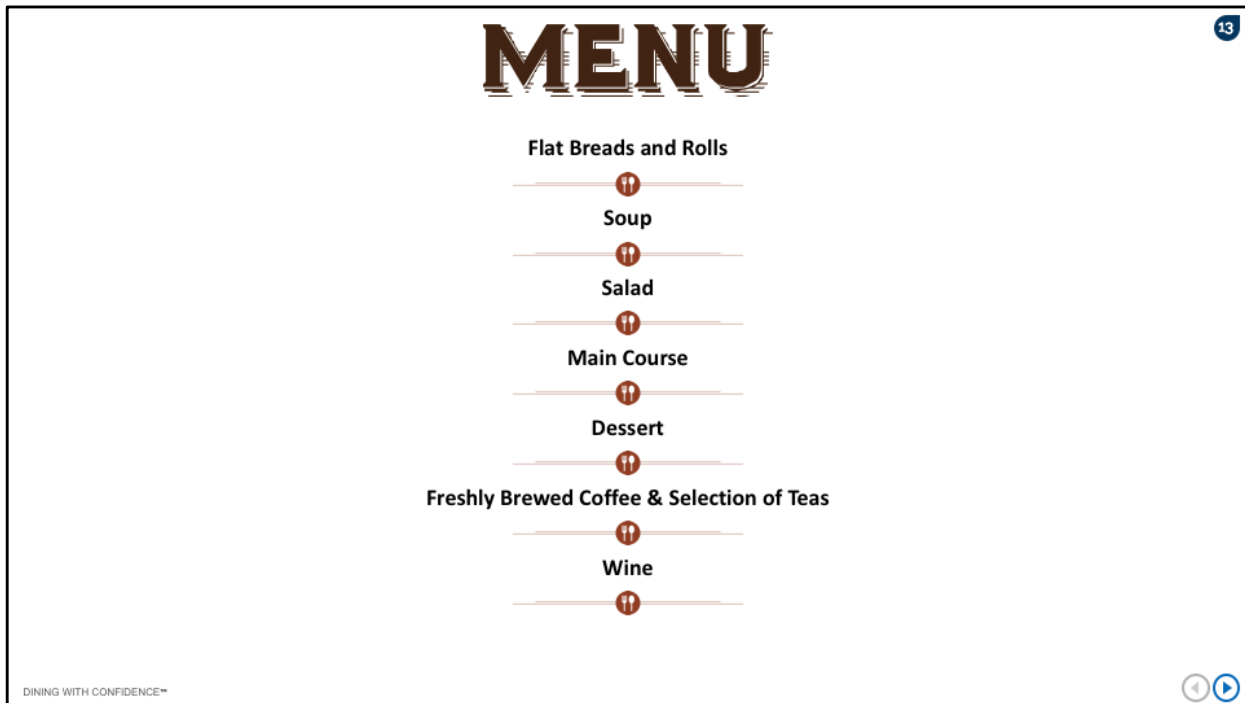 MENU
13
Flat Breads and Rolls
Soup
Salad
Main Course
Dessert
Freshly Brewed Coffee & Selection of Teas
Wine
DINING WITH CONFIDENCE℠